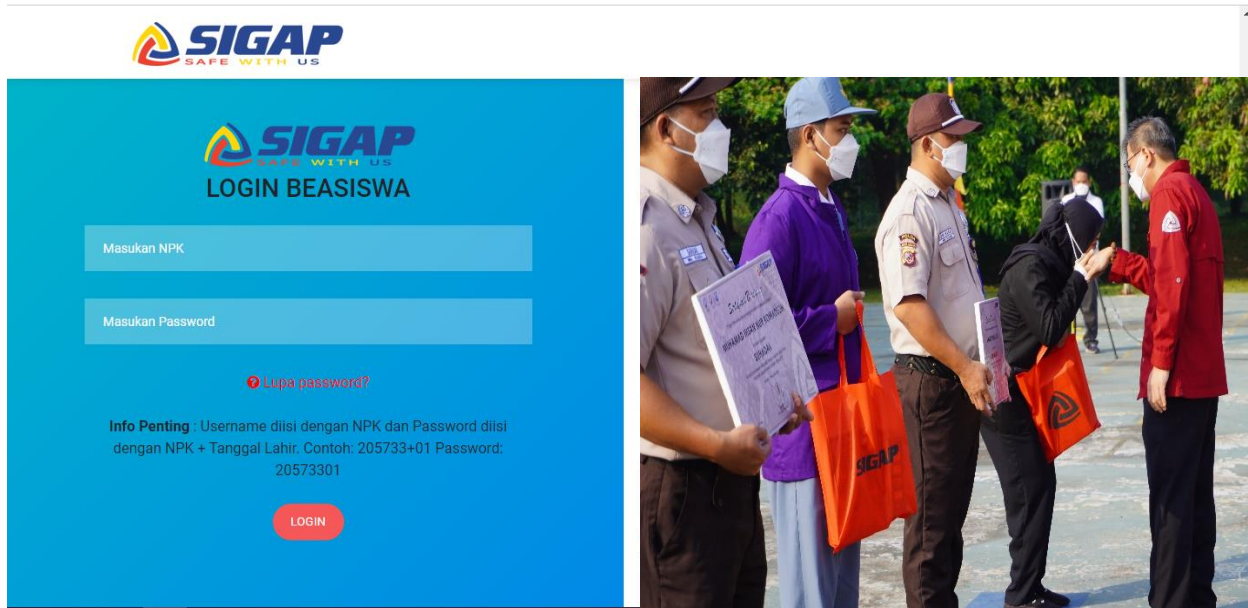 SIGAP
SAFE WITH US
SIGAP
SAFE WITH US
LOGIN BEASISWA
Masukan NPK
Masukan Password
Lupa password?
Info Penting : Username diisi dengan NPK dan Password diisi
dengan NPK + Tanggal Lahir. Contoh: 205733+01 Password:
20573301
LOGIN
SIGAP